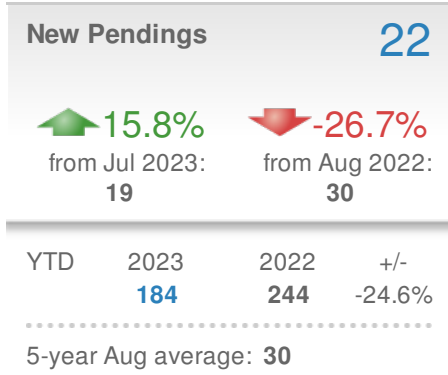 New Pendings 22
15.8% -26.7%
from Jul 2023: from Aug 2022:
19 30
YTD 2023 2022 +/-
184 244 -24.6%
5-year Aug average: 30